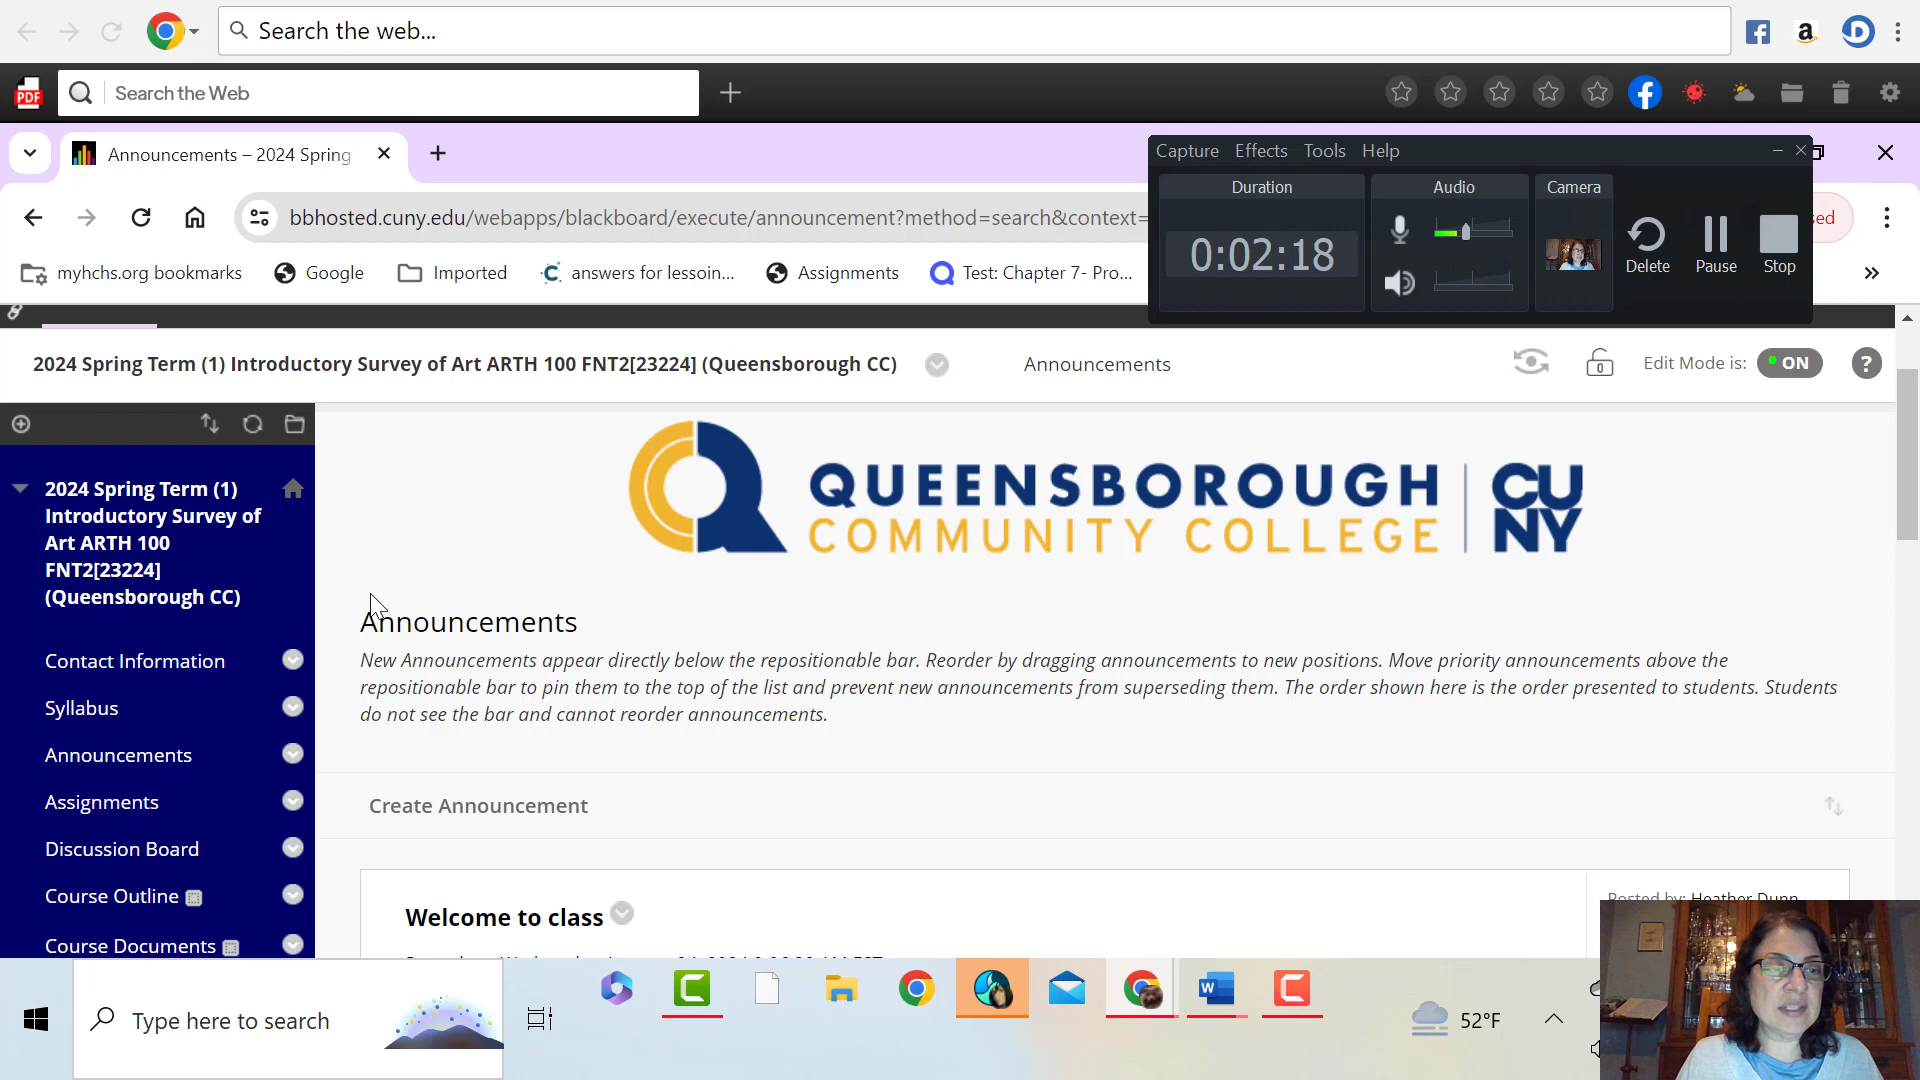 Search the web...
Search the Web
Announcements – 2024 Spring
Capture Effects Tools Help
Duration Audio Camera
bbhosted.cuny.edu/webapps/blackboard/execute/announcement?method=search&context=
0:02:18
Delete Pause Stop
myhchs.org bookmarks Google Imported answers for lessoin... Assignments Test: Chapter 7- Pro...
2024 Spring Term (1) Introductory Survey of Art ARTH 100 FNT2[23224] (Queensborough CC) Announcements Edit Mode is: ON
QUEENSBOROUGH
COMMUNITY COLLEGE
CU
NY
2024 Spring Term (1)
Introductory Survey of
Art ARTH 100
FNT2[23224]
(Queensborough CC)
Contact Information
Syllabus
Announcements
Assignments
Discussion Board
Course Outline
Course Documents
Announcements
New Announcements appear directly below the repositionable bar. Reorder by dragging announcements to new positions. Move priority announcements above the
repositionable bar to pin them to the top of the list and prevent new announcements from superseding them. The order shown here is the order presented to students. Students
do not see the bar and cannot reorder announcements.
Create Announcement
Welcome to class
Posted by: Heather Dunn
Type here to search
52°F